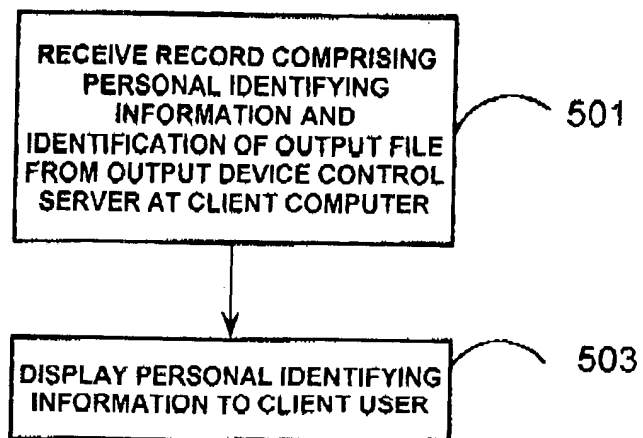 RECEIVE RECORD COMPRISING
PERSONAL IDENTIFYING
INFORMATION AND
IDENTIFICATION OF OUTPUT FILE
FROM OUTPUT DEVICE CONTROL
SERVER AT CLIENT COMPUTER
501
DISPLAY PERSONAL IDENTIFYING
INFORMATION TO CLIENT USER
503